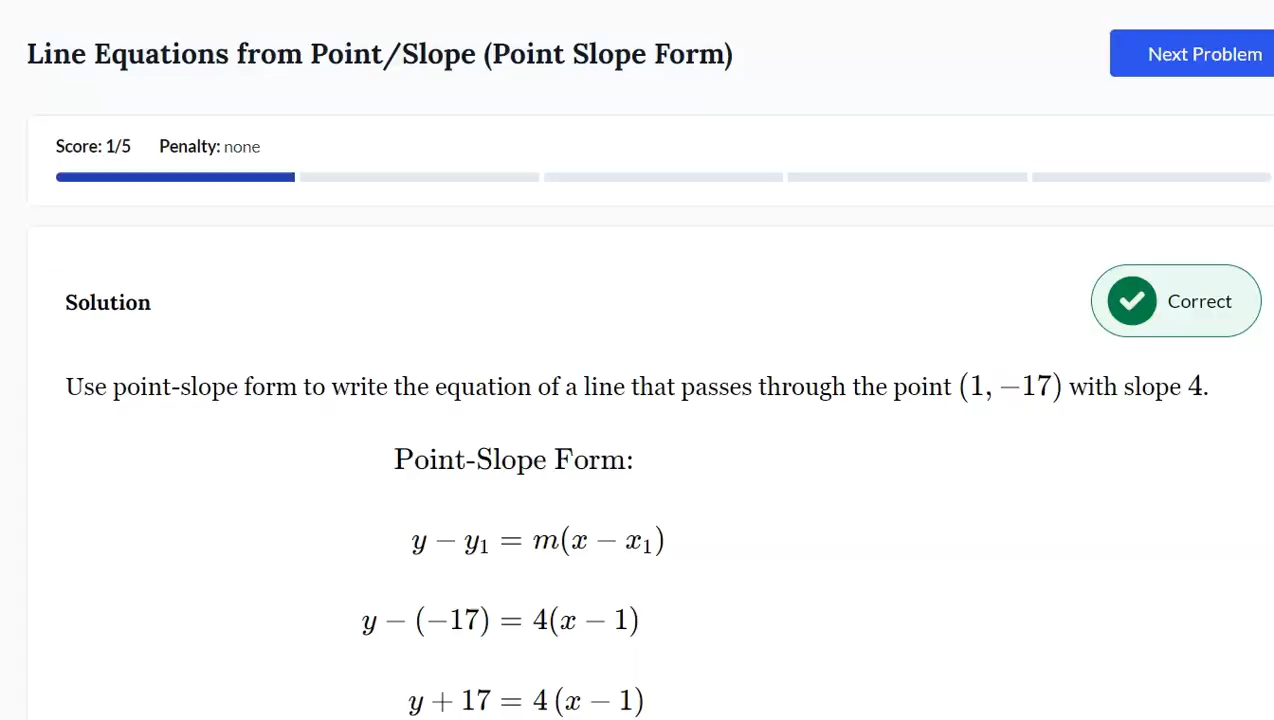 Line Equations from Point/Slope (Point Slope Form)
Next Problem
Score: 1/5 Penalty: none
Solution
Correct
Use point-slope form to write the equation of a line that passes through the point (1, −17) with slope 4.
Point-Slope Form:
y − y₁ = m(x − x₁)
y − (−17) = 4(x − 1)
y + 17 = 4 (x − 1)